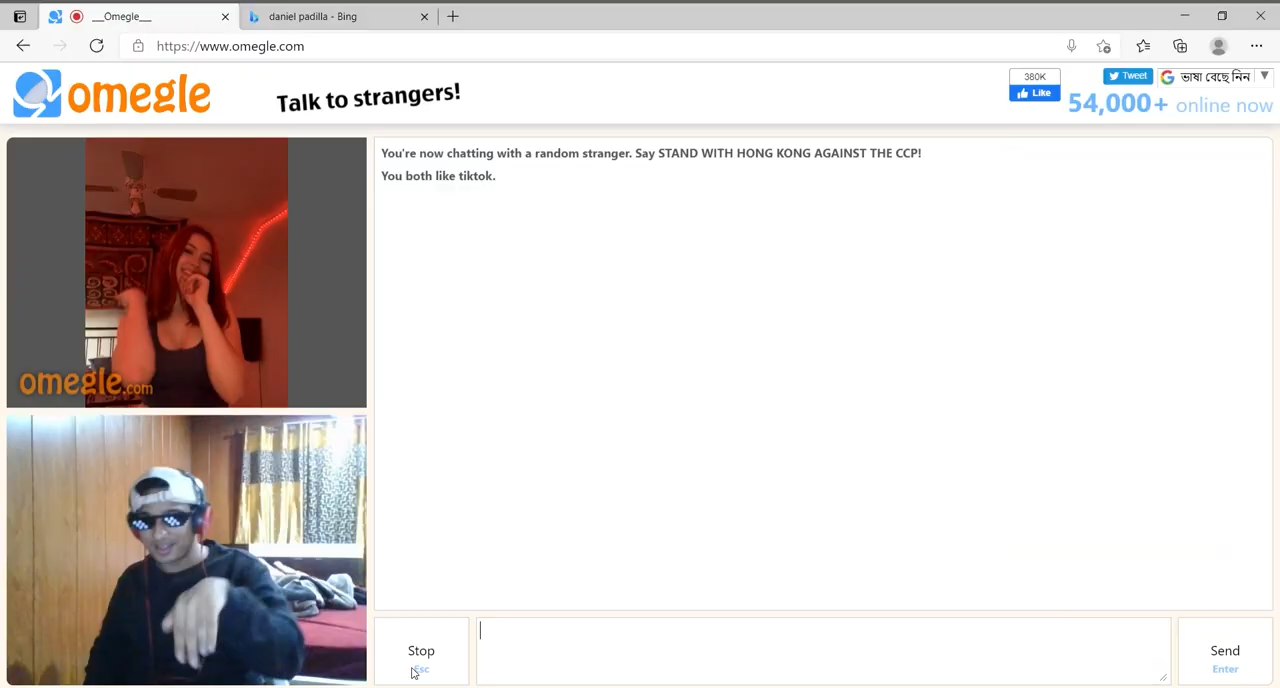 __Omegle__
daniel padilla - Bing
https://www.omegle.com
omegle
Talk to strangers!
380K
Like
Tweet
ভাষা বেছে নিন
54,000+ online now
You're now chatting with a random stranger. Say STAND WITH HONG KONG AGAINST THE CCP!
You both like tiktok.
omegle.com
Stop
Esc
Send
Enter